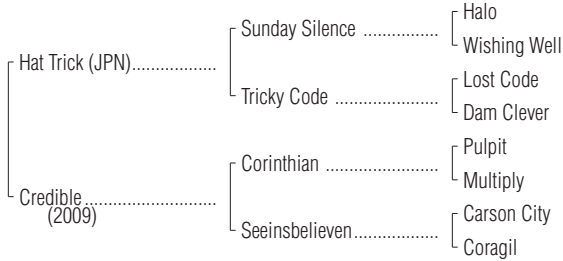 Halo
Sunday Silence ................
Wishing Well
Hat Trick (JPN)..................
Lost Code
Tricky Code ......................
Dam Clever
Pulpit
Corinthian ........................
Multiply
Credible ............................
(2009)
Carson City
Seeinsbelieven..................
Coragil